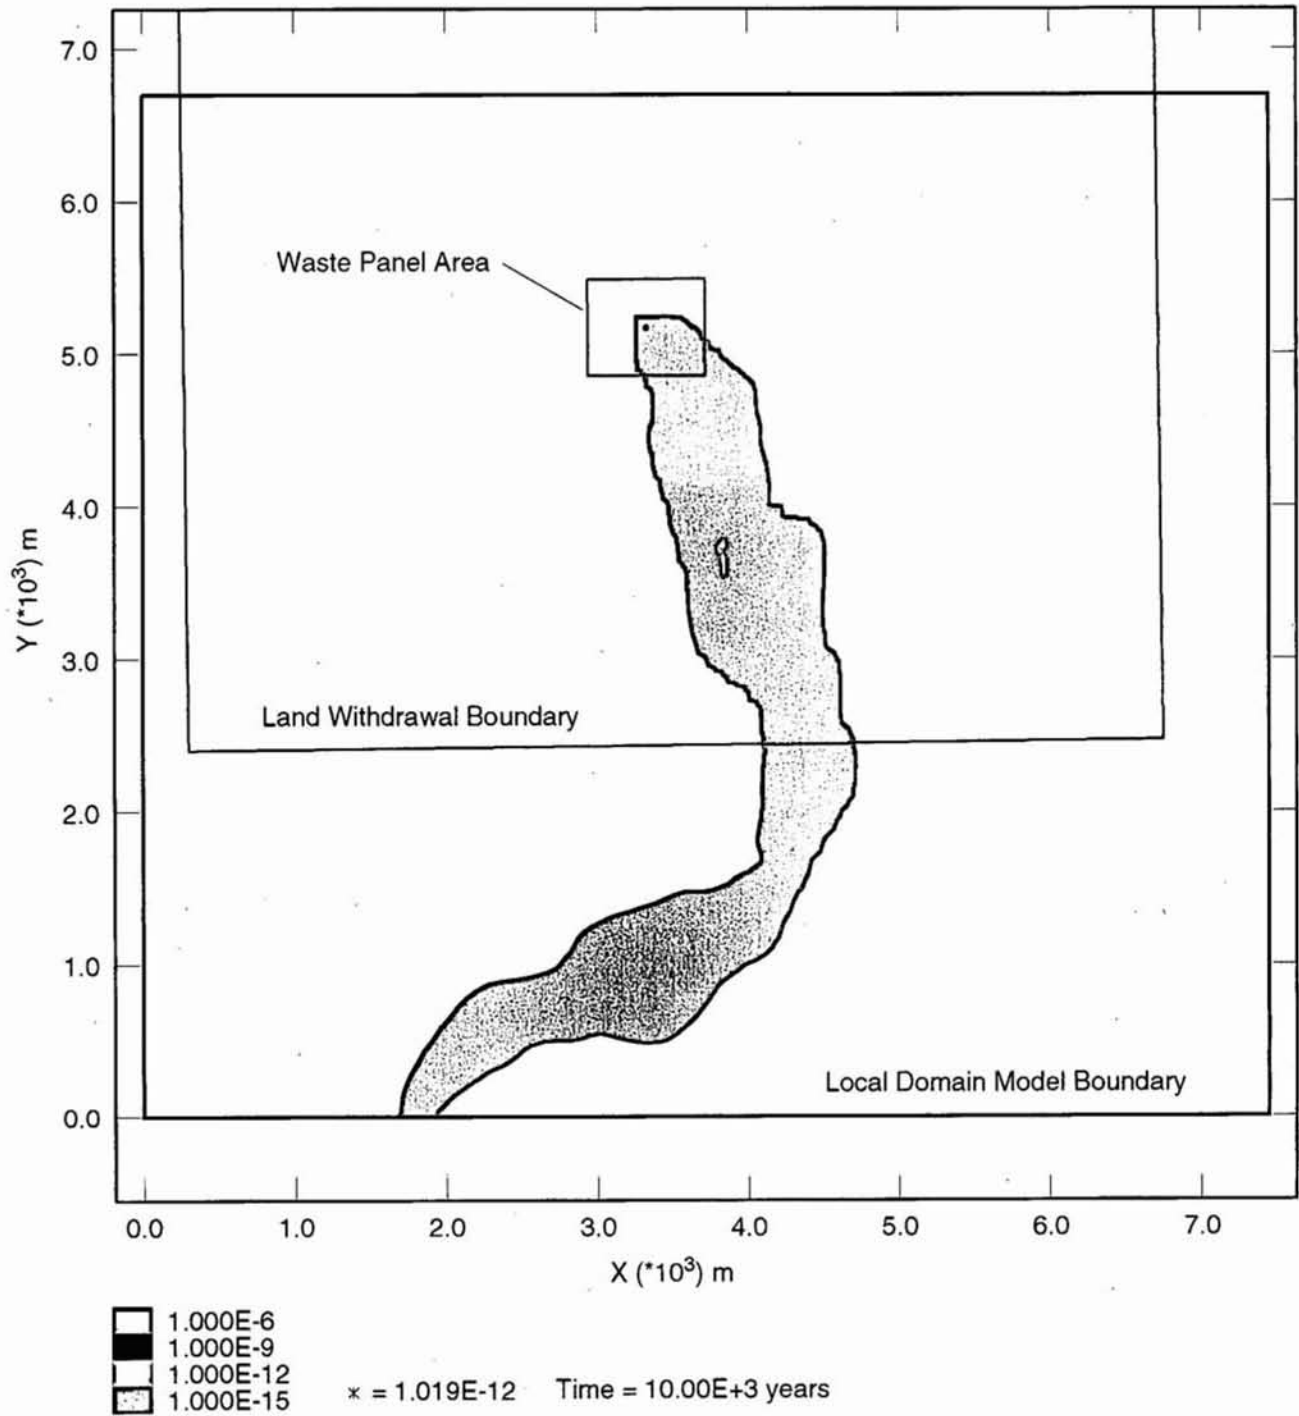 7.0
6.0
Waste Panel Area
5.0
4.0
Y (*10³) m
3.0
Land Withdrawal Boundary
2.0
1.0
Local Domain Model Boundary
0.0
0.0 1.0 2.0 3.0 4.0 5.0 6.0 7.0
X (*10³) m
1.000E-6
1.000E-9
1.000E-12
1.000E-15
* = 1.019E-12 Time = 10.00E+3 years